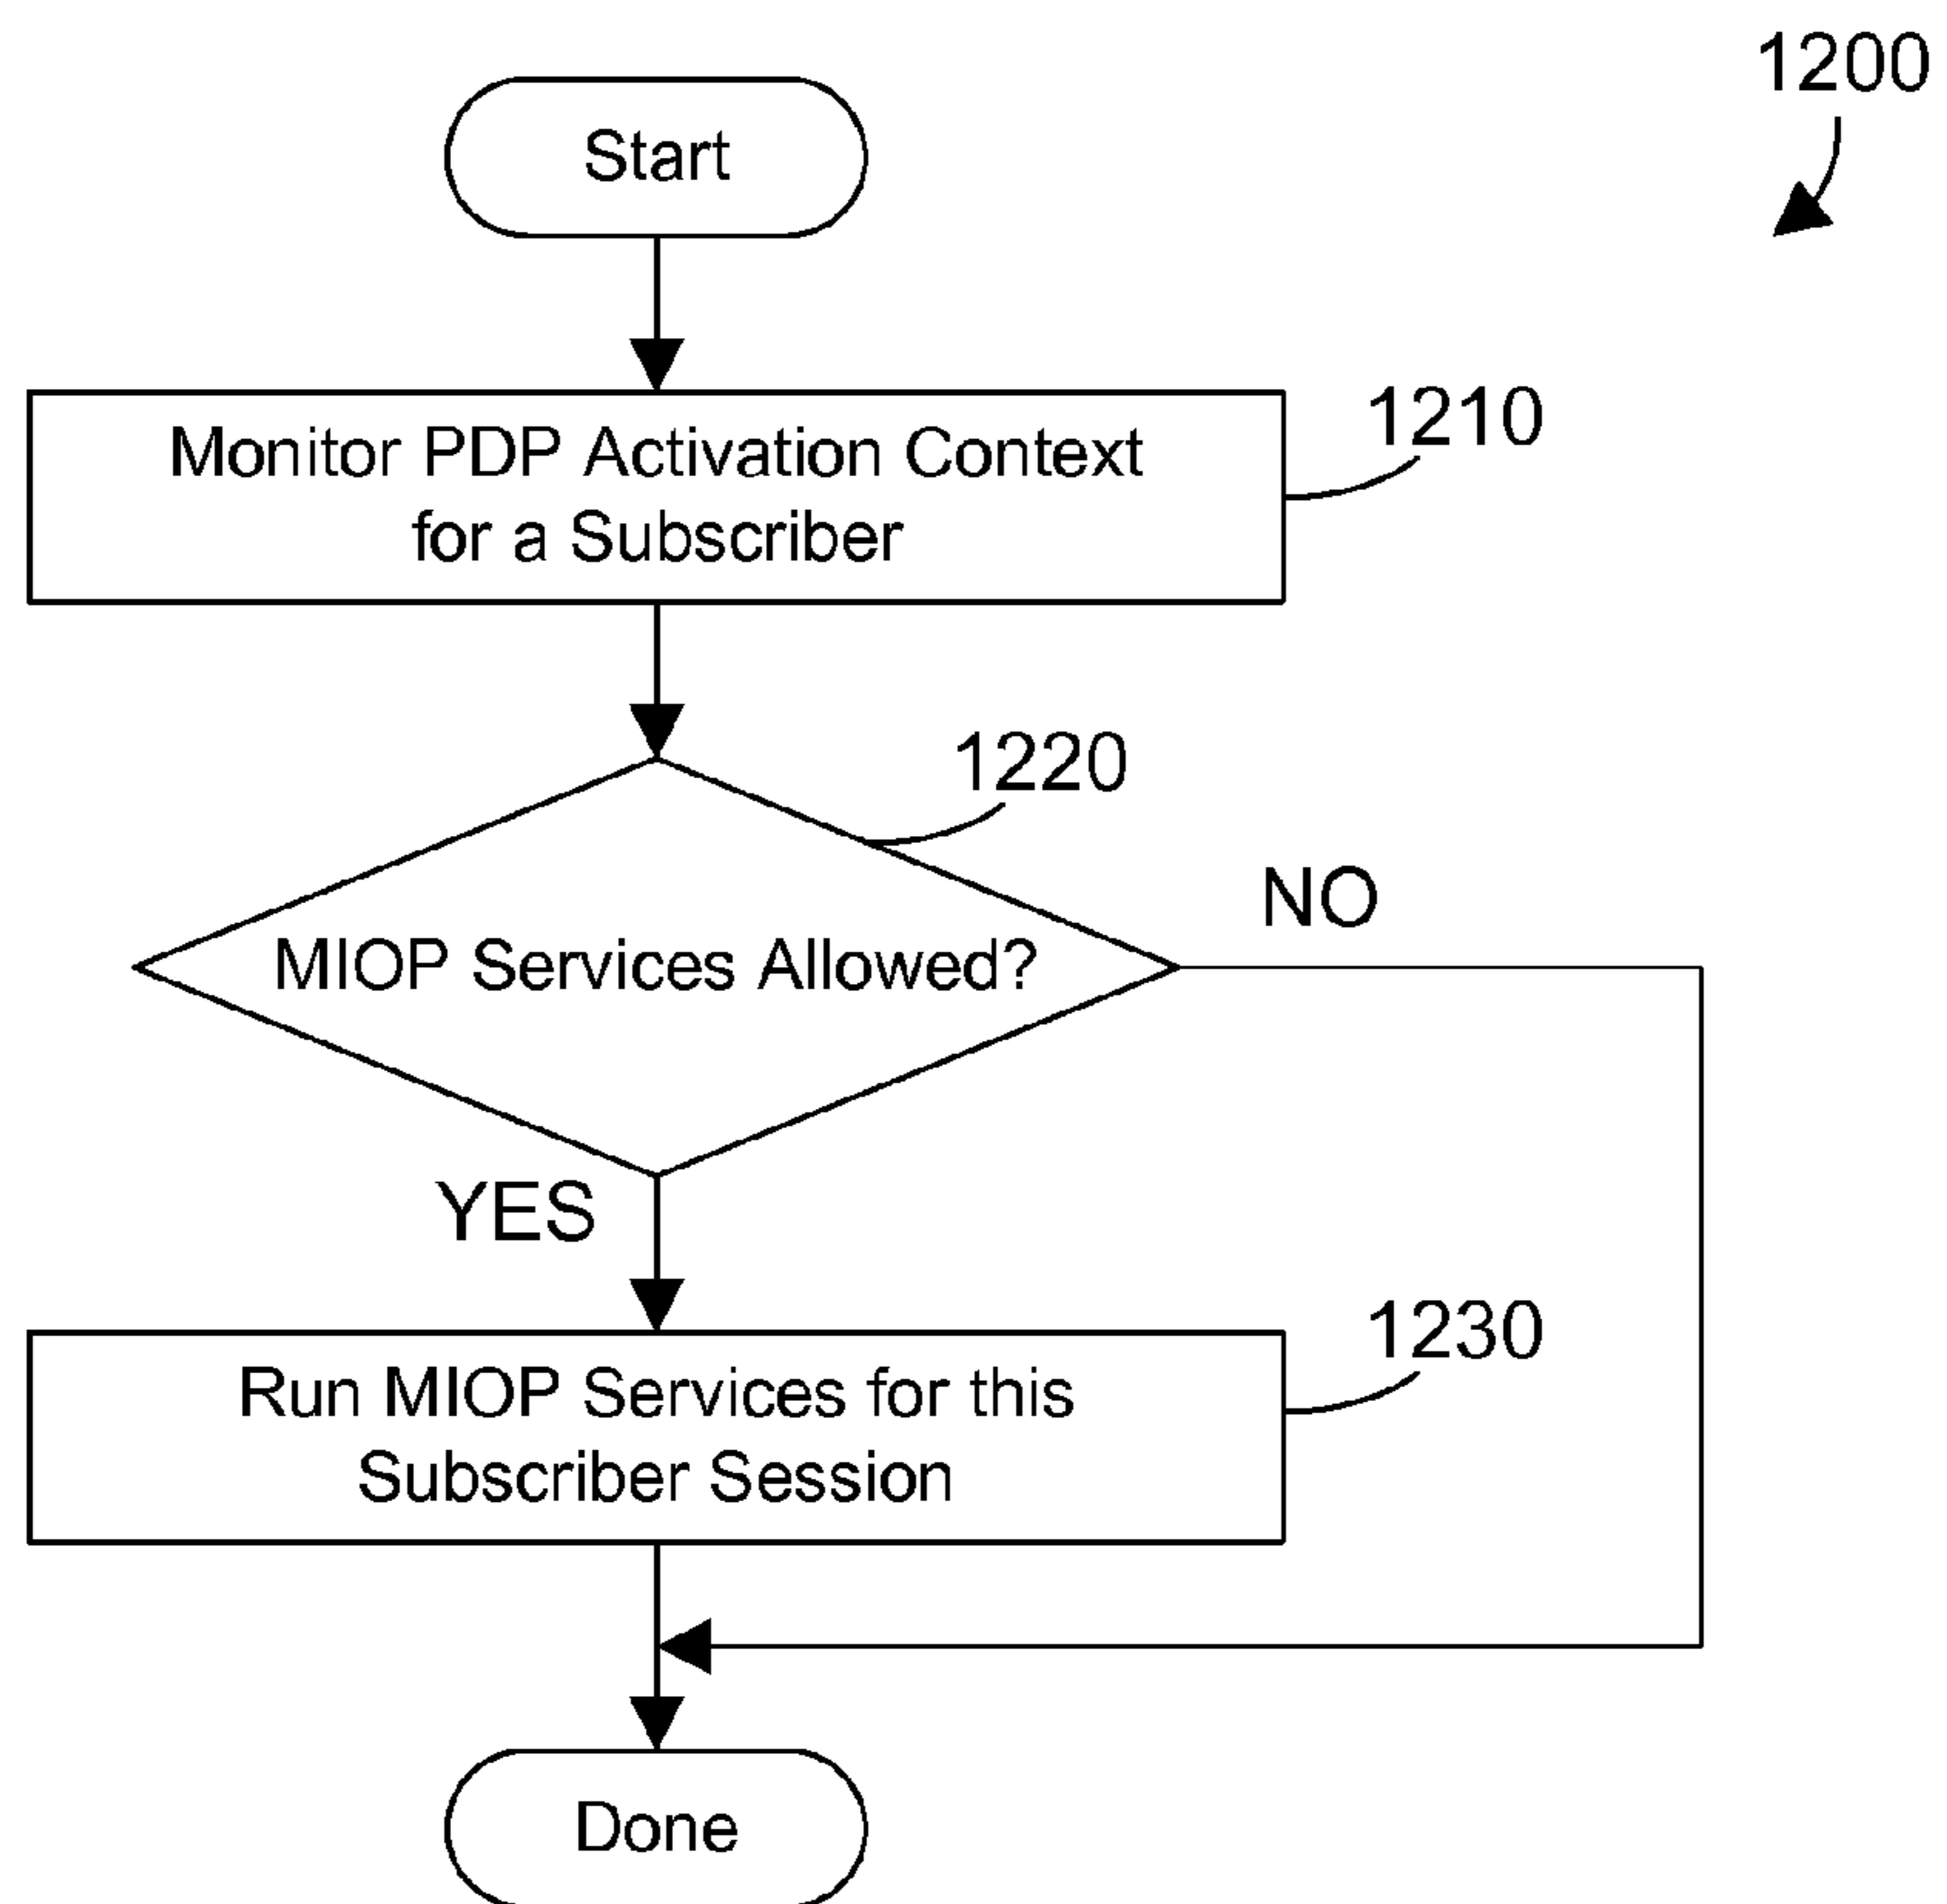 1200
Start
1210
Monitor PDP Activation Context
for a Subscriber
1220
NO
MIOP Services Allowed?
YES
1230
Run MIOP Services for this
Subscriber Session
Done